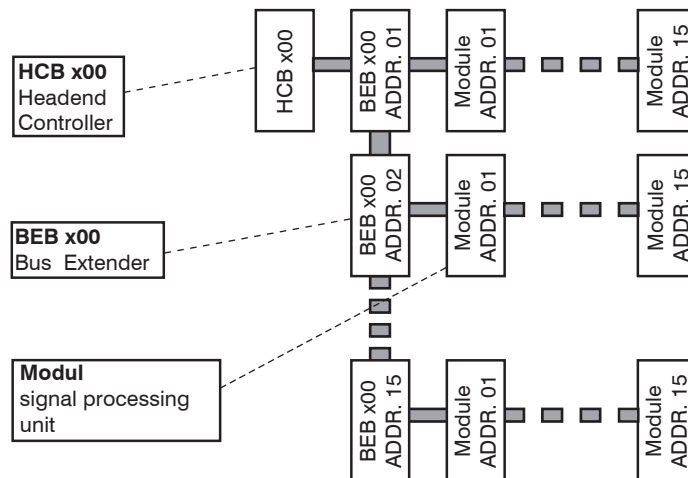 HCB x00
Headend
Controller
HCB x00
BEB x00
ADDR. 01
Module
ADDR. 01
Module
ADDR. 15
BEB x00
Bus Extender
BEB x00
ADDR. 02
Module
ADDR. 01
Module
ADDR. 15
Modul
signal processing
unit
BEB x00
ADDR. 15
Module
ADDR. 01
Module
ADDR. 15